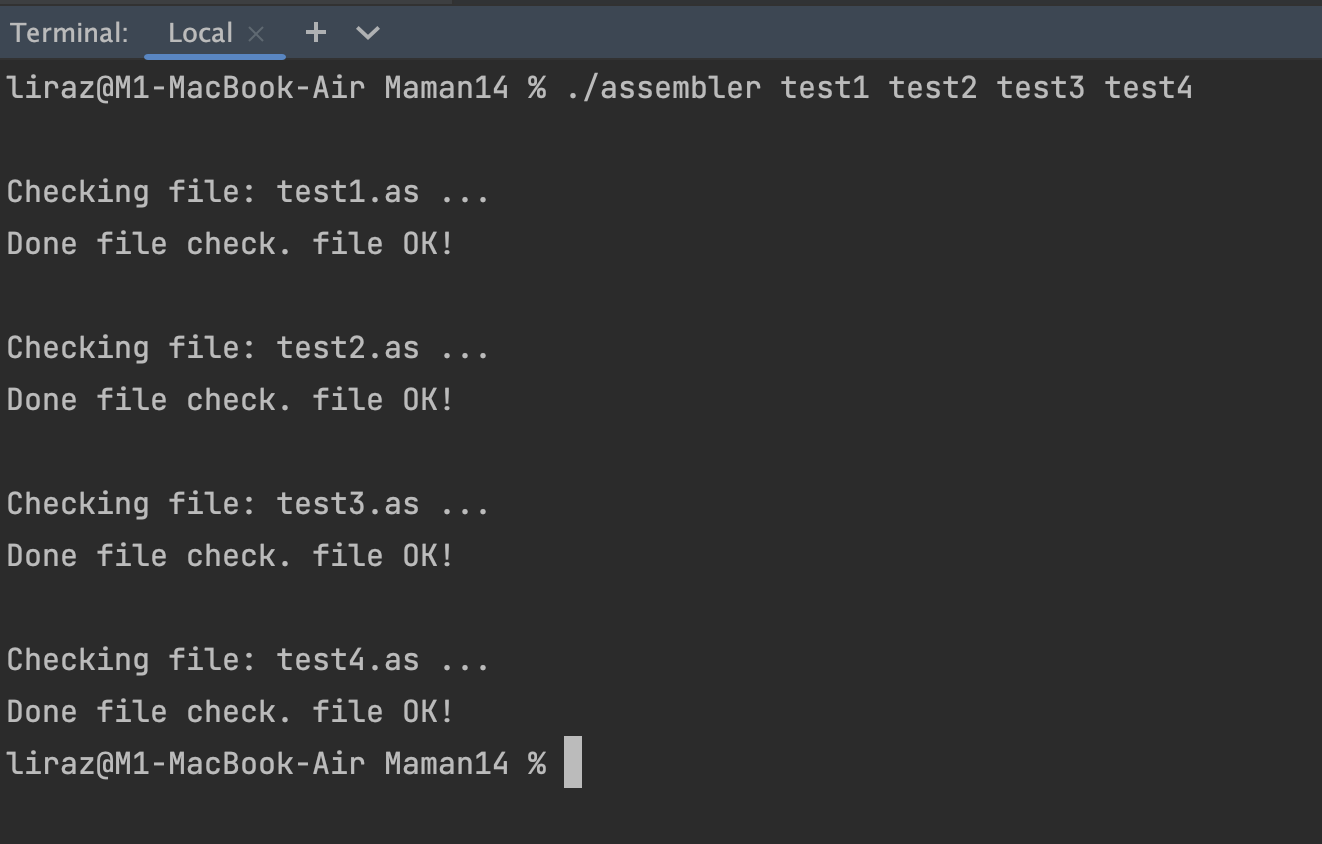 Terminal: Local × + ⌄
liraz@M1-MacBook-Air Maman14 % ./assembler test1 test2 test3 test4
Checking file: test1.as ...
Done file check. file OK!
Checking file: test2.as ...
Done file check. file OK!
Checking file: test3.as ...
Done file check. file OK!
Checking file: test4.as ...
Done file check. file OK!
liraz@M1-MacBook-Air Maman14 %